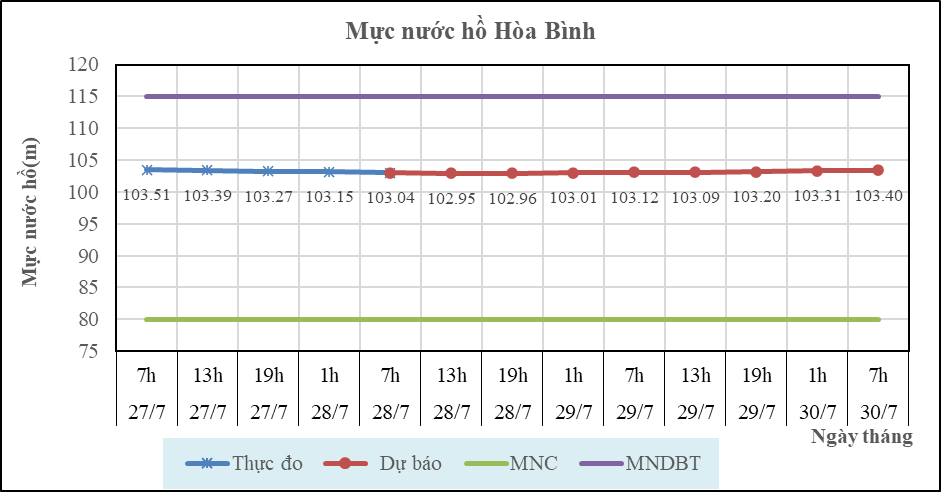 Mực nước hồ Hòa Bình
Mực nước hồ(m)
120
115
110
105
100
95
90
85
80
75
103.51 103.39 103.27 103.15 103.04 102.95 102.96 103.01 103.12 103.09 103.20 103.31 103.40
7h 13h 19h 1h 7h 13h 19h 1h 7h 13h 19h 1h 7h
27/7 27/7 27/7 28/7 28/7 28/7 28/7 29/7 29/7 29/7 29/7 30/7 30/7
Ngày tháng
Thực đo Dự báo MNC MNDBT